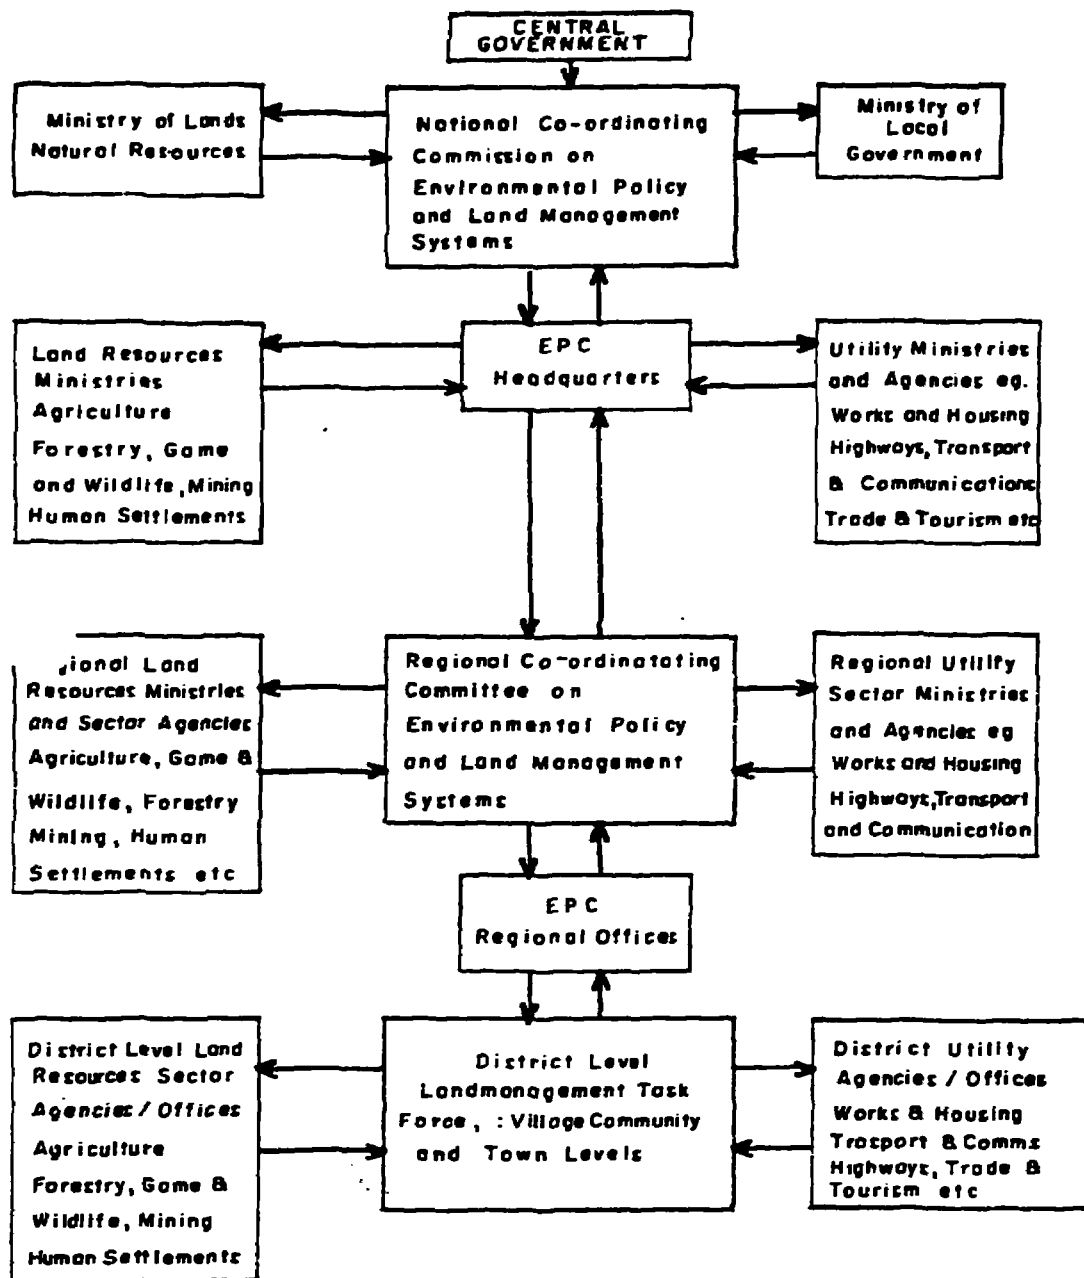 CENTRAL
GOVERNMENT
Ministry of Lands
Natural Resources
National Co-ordinating
Commission on
Environmental Policy
and Land Management
Systems
Ministry of
Local
Government
Land Resources
Ministries
Agriculture
Forestry, Game
and Wildlife, Mining
Human Settlements
EPC
Headquarters
Utility Ministries
and Agencies eg.
Works and Housing
Highways, Transport
& Communications
Trade & Tourism etc
ional Land
Resources Ministries
and Sector Agencies
Agriculture, Game &
Wildlife, Forestry
Mining, Human
Settlements etc
Regional Co-ordinatating
Committee on
Environmental Policy
and Land Management
Systems
Regional Utility
Sector Ministries
and Agencies eg
Works and Housing
Highways, Transport
and Communication
EPC
Regional Offices
District Level Land
Resources Sector
Agencies / Offices
Agriculture
Forestry, Game &
Wildlife, Mining
Human Settlements
District Level
Landmanagement Task
Force, : Village Community
and Town Levels
District Utility
Agencies / Offices
Works & Housing
Trasport & Comms
Highways, Trade &
Tourism etc